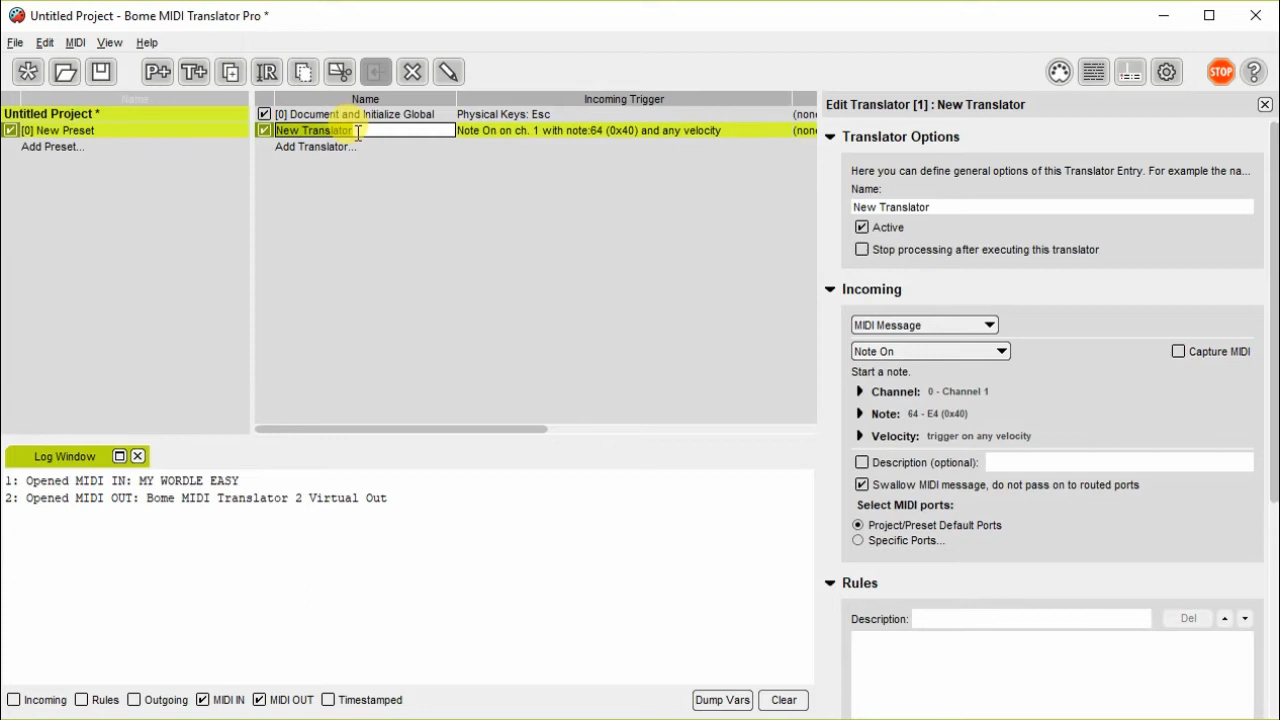 Untitled Project - Bome MIDI Translator Pro *
File Edit MIDI View Help
P+ T+ IR STOP ?
Name
Untitled Project *
[0] New Preset
Add Preset...
Name Incoming Trigger
[0] Document and Initialize Global Physical Keys: Esc (none
New Translator Note On on ch. 1 with note:64 (0x40) and any velocity (none
Add Translator...
Edit Translator [1] : New Translator
Translator Options
Here you can define general options of this Translator Entry. For example the na...
Name:
New Translator
Active
Stop processing after executing this translator
Incoming
MIDI Message
Note On Capture MIDI
Start a note.
Channel: 0 - Channel 1
Note: 64 - E4 (0x40)
Velocity: trigger on any velocity
Description (optional):
Swallow MIDI message, do not pass on to routed ports
Select MIDI ports:
Project/Preset Default Ports
Specific Ports...
Rules
Description: Del
Log Window
1: Opened MIDI IN: MY WORDLE EASY
2: Opened MIDI OUT: Bome MIDI Translator 2 Virtual Out
Incoming Rules Outgoing MIDI IN MIDI OUT Timestamped Dump Vars Clear